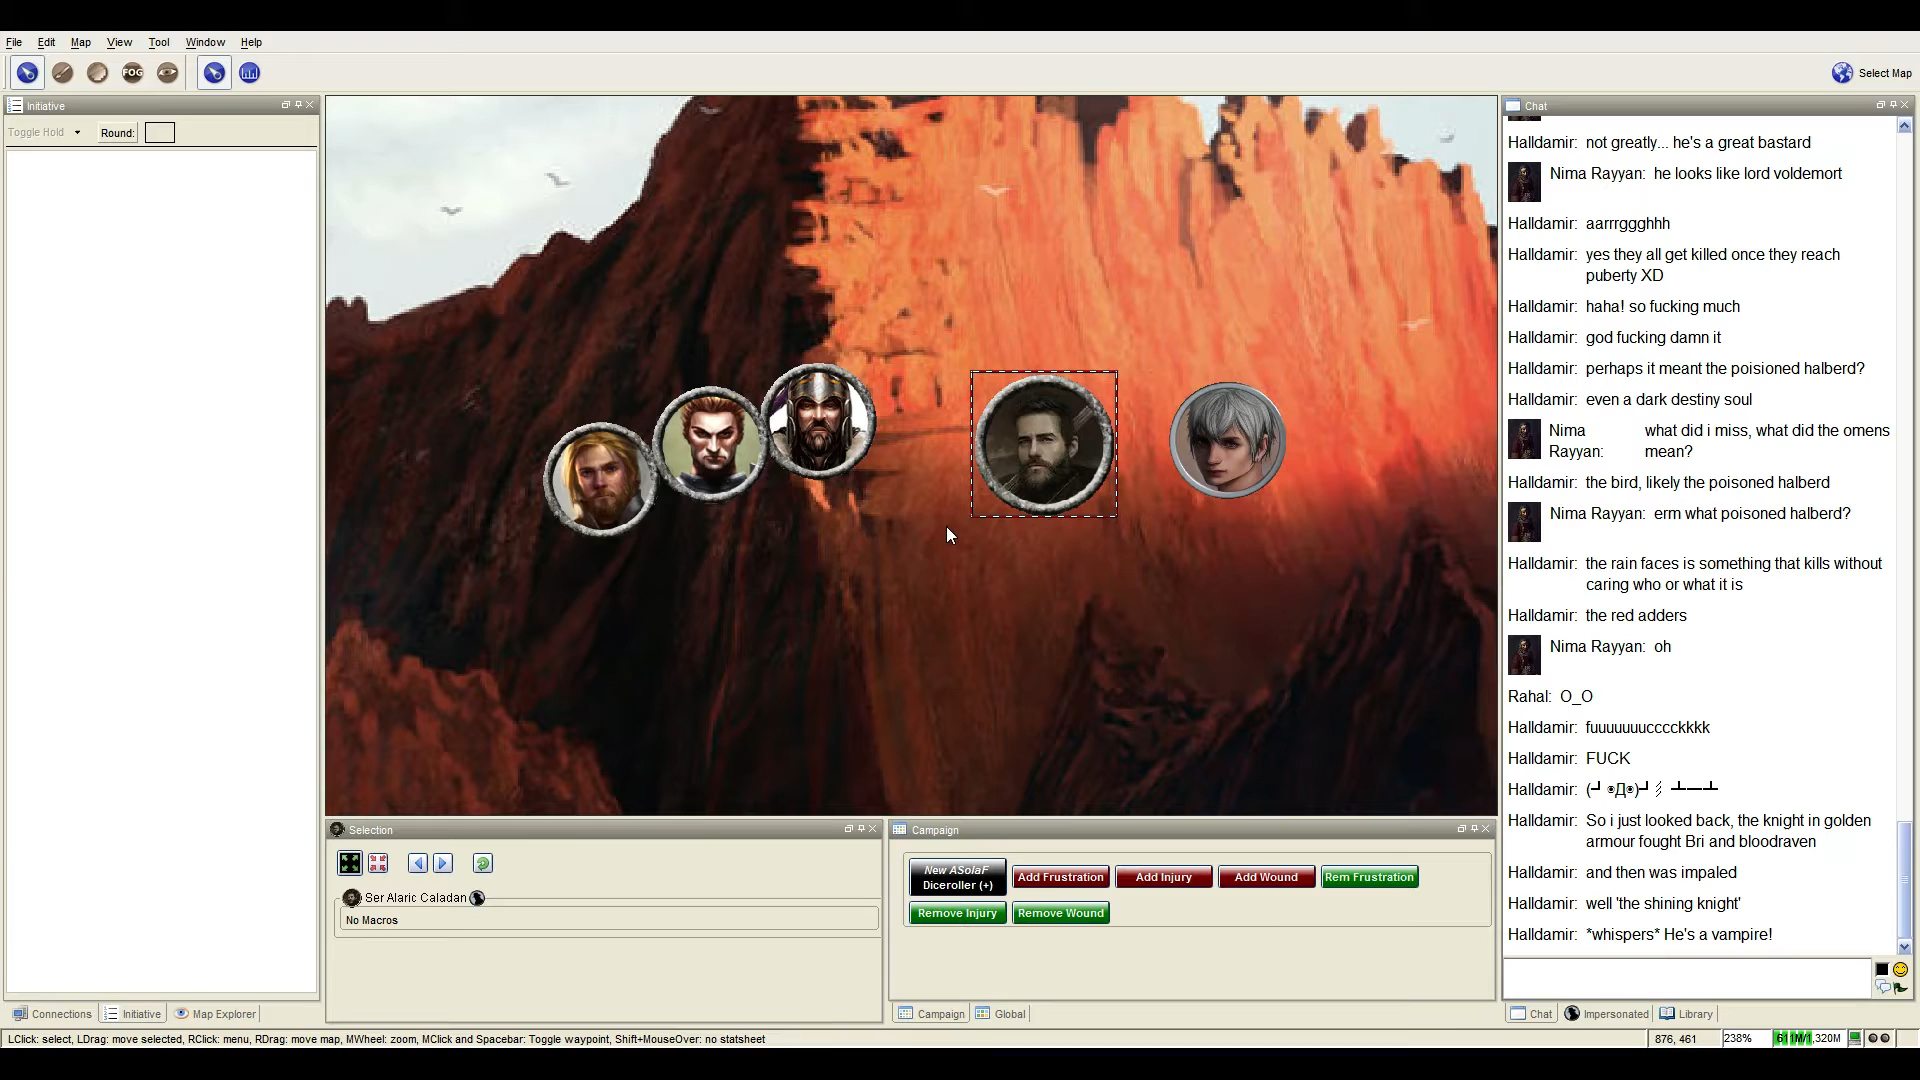 File Edit Map View Tool Window Help
FOG
Select Map
Initiative
Toggle Hold Round:
Chat
Halldamir: not greatly... he's a great bastard
Nima Rayyan: he looks like lord voldemort
Halldamir: aarrrggghhh
Halldamir: yes they all get killed once they reach
puberty XD
Halldamir: haha! so fucking much
Halldamir: god fucking damn it
Halldamir: perhaps it meant the poisioned halberd?
Halldamir: even a dark destiny soul
Nima what did i miss, what did the omens
Rayyan: mean?
Halldamir: the bird, likely the poisoned halberd
Nima Rayyan: erm what poisoned halberd?
Halldamir: the rain faces is something that kills without
caring who or what it is
Halldamir: the red adders
Nima Rayyan: oh
Rahal: O_O
Halldamir: fuuuuuuucccckkkk
Halldamir: FUCK
Halldamir: (┛◉Д◉)┛彡┻━┻
Halldamir: So i just looked back, the knight in golden
armour fought Bri and bloodraven
Halldamir: and then was impaled
Halldamir: well 'the shining knight'
Halldamir: *whispers* He's a vampire!
Selection
Ser Alaric Caladan
No Macros
Campaign
New ASoIaF
Diceroller (+)
Add Frustration Add Injury Add Wound Rem Frustration
Remove Injury Remove Wound
Connections Initiative Map Explorer
Campaign Global
Chat Impersonated Library
LClick: select, LDrag: move selected, RClick: menu, RDrag: move map, MWheel: zoom, MClick and Spacebar: Toggle waypoint, Shift+MouseOver: no statsheet
876, 461 238% 611M/1,320M